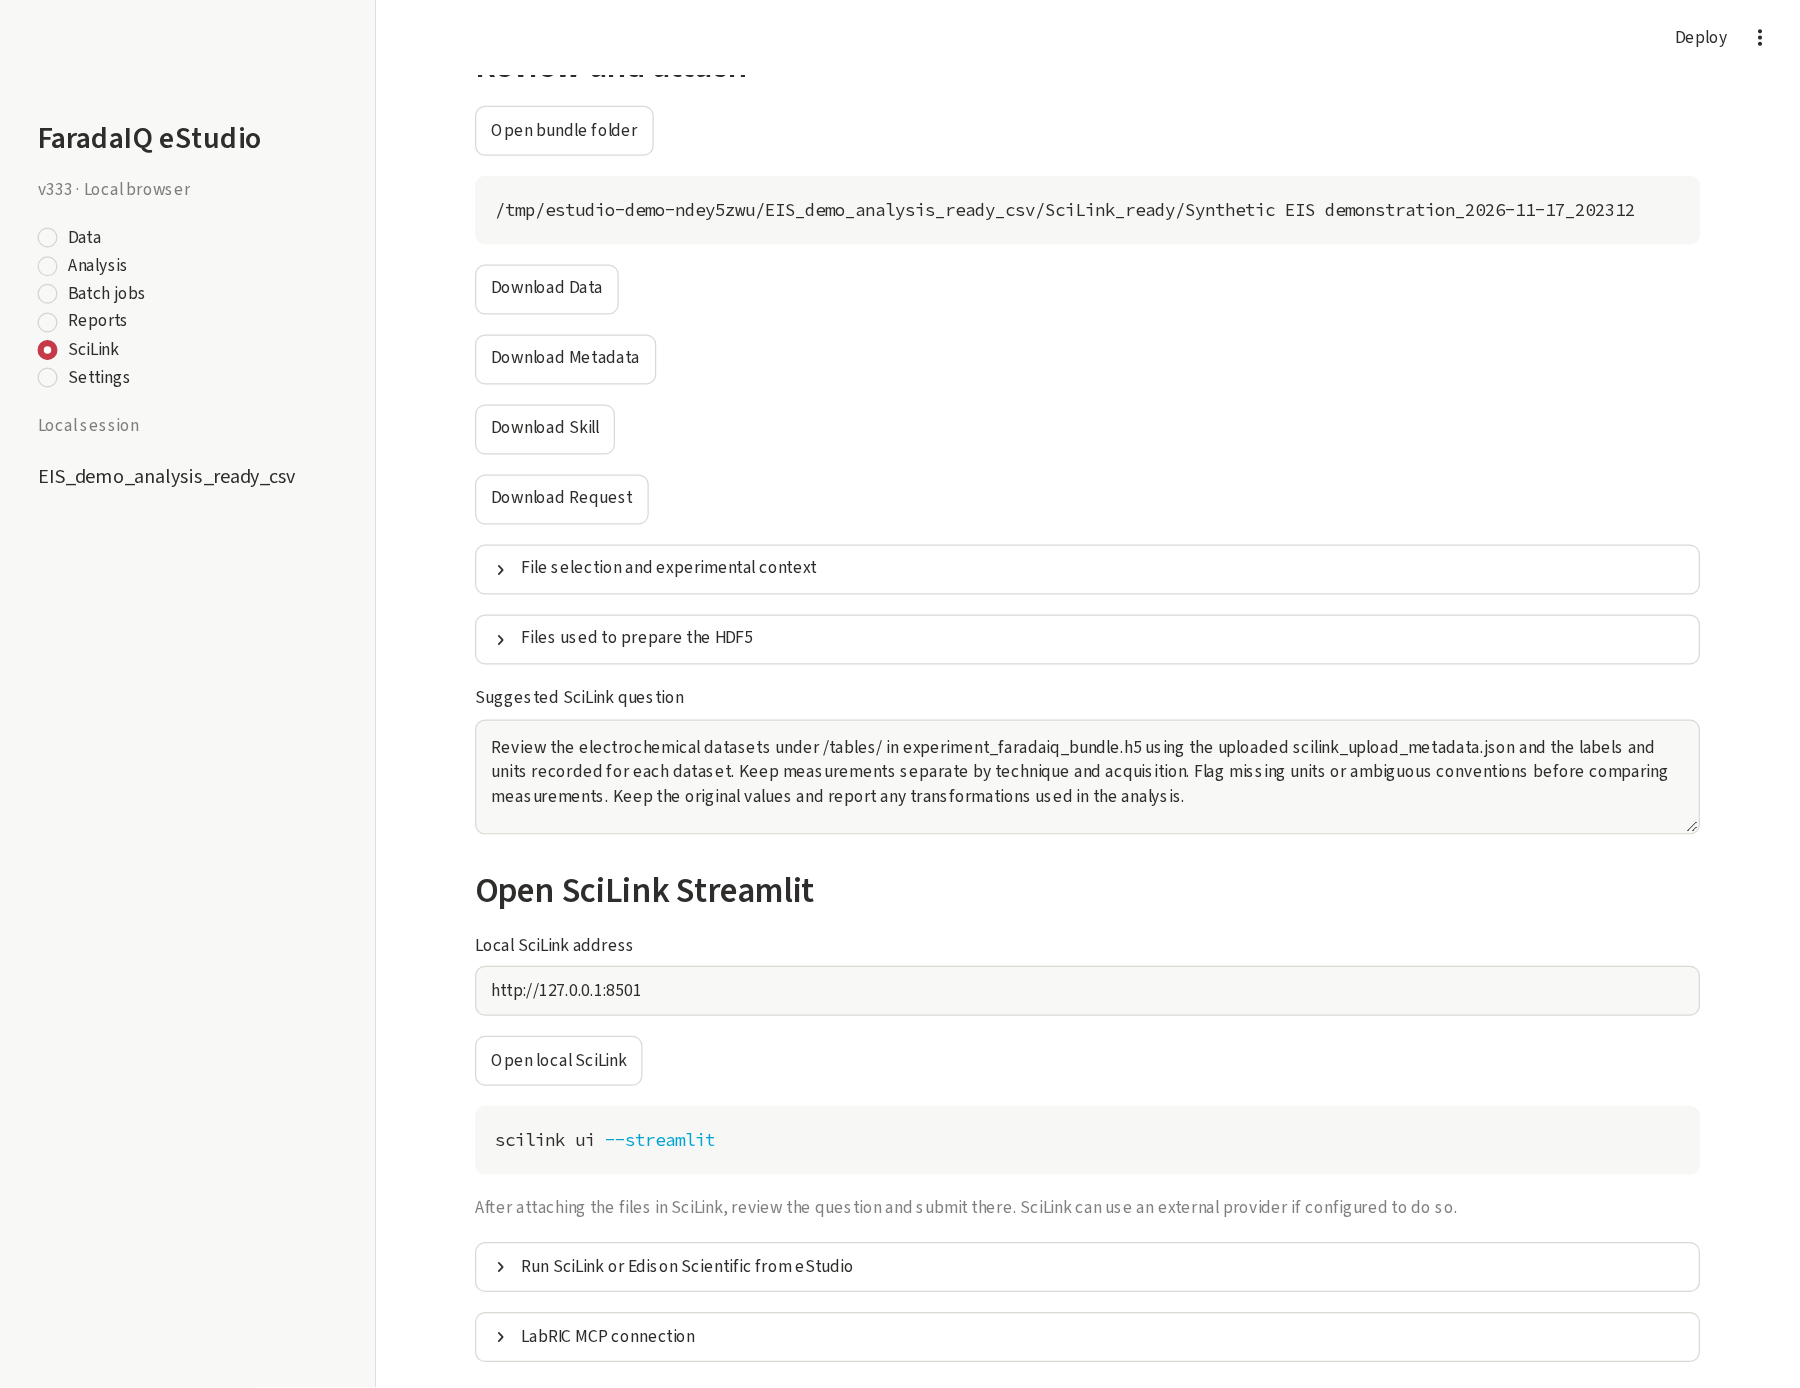 Deploy
FaradaIQ eStudio
v333 · Local browser
Data
Analysis
Batch jobs
Reports
SciLink
Settings
Local session
EIS_demo_analysis_ready_csv
Review and attach
Open bundle folder
/tmp/estudio-demo-ndey5zwu/EIS_demo_analysis_ready_csv/SciLink_ready/Synthetic EIS demonstration_2026-11-17_202312
Download Data
Download Metadata
Download Skill
Download Request
File selection and experimental context
Files used to prepare the HDF5
Suggested SciLink question
Review the electrochemical datasets under /tables/ in experiment_faradaiq_bundle.h5 using the uploaded scilink_upload_metadata.json and the labels and
units recorded for each dataset. Keep measurements separate by technique and acquisition. Flag missing units or ambiguous conventions before comparing
measurements. Keep the original values and report any transformations used in the analysis.
Open SciLink Streamlit
Local SciLink address
http://127.0.0.1:8501
Open local SciLink
scilink ui --streamlit
After attaching the files in SciLink, review the question and submit there. SciLink can use an external provider if configured to do so.
Run SciLink or Edison Scientific from eStudio
LabRIC MCP connection